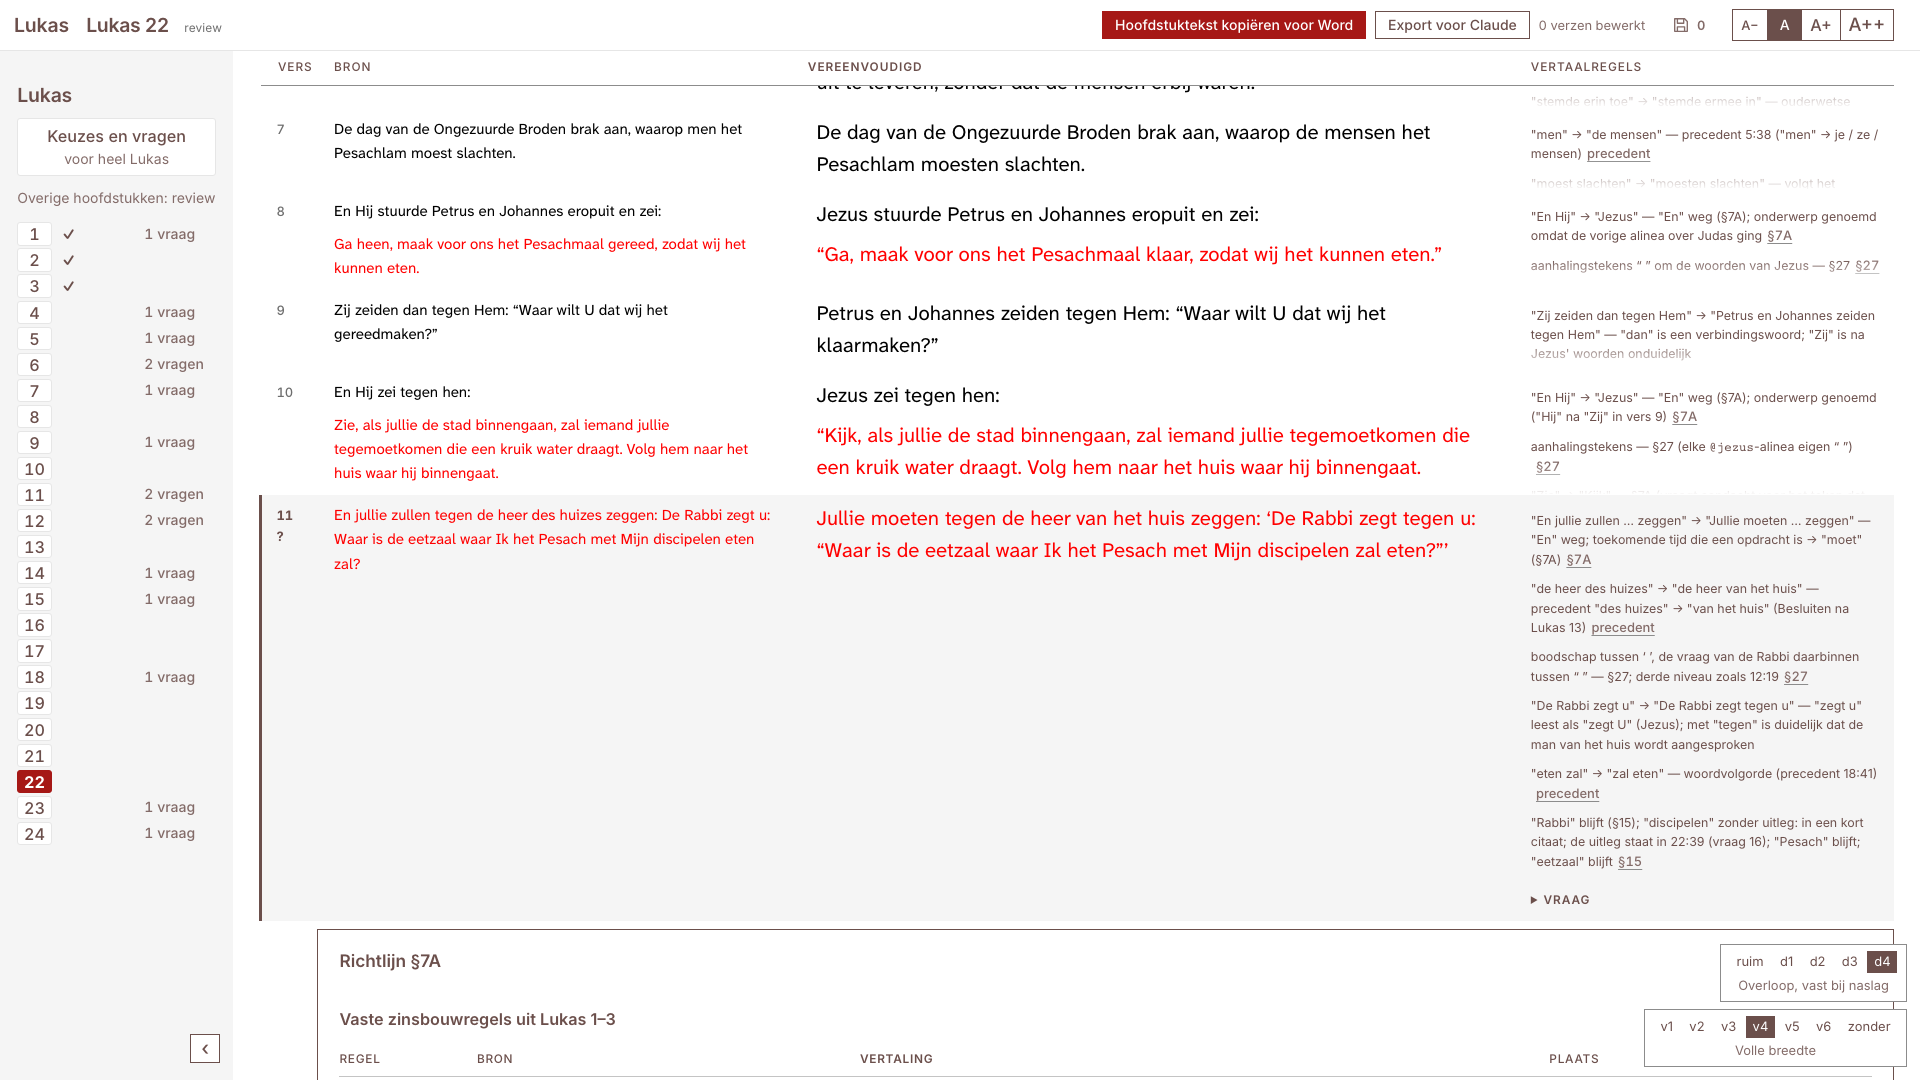 Lukas Lukas 22 review
Hoofdstuktekst kopiëren voor Word Export voor Claude 0 verzen bewerkt 0 A− A A+ A++
Lukas
Keuzes en vragen
voor heel Lukas
Overige hoofdstukken: review
1 ✓ 1 vraag
2 ✓
3 ✓
4 1 vraag
5 1 vraag
6 2 vragen
7 1 vraag
8
9 1 vraag
10
11 2 vragen
12 2 vragen
13
14 1 vraag
15 1 vraag
16
17
18 1 vraag
19
20
21
22
23 1 vraag
24 1 vraag
‹
VERS BRON VEREENVOUDIGD VERTAALREGELS
uit te leveren, zonder dat de mensen erbij waren.
"stemde erin toe" → "stemde ermee in" — ouderwetse
7
De dag van de Ongezuurde Broden brak aan, waarop men het
Pesachlam moest slachten.
De dag van de Ongezuurde Broden brak aan, waarop de mensen het
Pesachlam moesten slachten.
"men" → "de mensen" — precedent 5:38 ("men" → je / ze /
mensen) precedent
"moest slachten" → "moesten slachten" — volgt het
8
En Hij stuurde Petrus en Johannes eropuit en zei:
Ga heen, maak voor ons het Pesachmaal gereed, zodat wij het
kunnen eten.
Jezus stuurde Petrus en Johannes eropuit en zei:
“Ga, maak voor ons het Pesachmaal klaar, zodat wij het kunnen eten.”
"En Hij" → "Jezus" — "En" weg (§7A); onderwerp genoemd
omdat de vorige alinea over Judas ging §7A
aanhalingstekens “ ” om de woorden van Jezus — §27 §27
9
Zij zeiden dan tegen Hem: “Waar wilt U dat wij het
gereedmaken?”
Petrus en Johannes zeiden tegen Hem: “Waar wilt U dat wij het
klaarmaken?”
"Zij zeiden dan tegen Hem" → "Petrus en Johannes zeiden
tegen Hem" — "dan" is een verbindingswoord; "Zij" is na
Jezus' woorden onduidelijk
10
En Hij zei tegen hen:
Zie, als jullie de stad binnengaan, zal iemand jullie
tegemoetkomen die een kruik water draagt. Volg hem naar het
huis waar hij binnengaat.
Jezus zei tegen hen:
“Kijk, als jullie de stad binnengaan, zal iemand jullie tegemoetkomen die
een kruik water draagt. Volg hem naar het huis waar hij binnengaat.
"En Hij" → "Jezus" — "En" weg (§7A); onderwerp genoemd
("Hij" na "Zij" in vers 9) §7A
aanhalingstekens — §27 (elke @jezus-alinea eigen “ ”)
§27
11
?
En jullie zullen tegen de heer des huizes zeggen: De Rabbi zegt u:
Waar is de eetzaal waar Ik het Pesach met Mijn discipelen eten
zal?
Jullie moeten tegen de heer van het huis zeggen: ‘De Rabbi zegt tegen u:
“Waar is de eetzaal waar Ik het Pesach met Mijn discipelen zal eten?”’
"En jullie zullen … zeggen" → "Jullie moeten … zeggen" —
"En" weg; toekomende tijd die een opdracht is → "moet"
(§7A) §7A
"de heer des huizes" → "de heer van het huis" —
precedent "des huizes" → "van het huis" (Besluiten na
Lukas 13) precedent
boodschap tussen ‘ ’, de vraag van de Rabbi daarbinnen
tussen “ ” — §27; derde niveau zoals 12:19 §27
"De Rabbi zegt u" → "De Rabbi zegt tegen u" — "zegt u"
leest als "zegt U" (Jezus); met "tegen" is duidelijk dat de
man van het huis wordt aangesproken
"eten zal" → "zal eten" — woordvolgorde (precedent 18:41)
precedent
"Rabbi" blijft (§15); "discipelen" zonder uitleg: in een kort
citaat; de uitleg staat in 22:39 (vraag 16); "Pesach" blijft;
"eetzaal" blijft §15
▶ VRAAG
Richtlijn §7A
Vaste zinsbouwregels uit Lukas 1–3
REGEL BRON VERTALING PLAATS
ruim d1 d2 d3 d4
Overloop, vast bij naslag
v1 v2 v3 v4 v5 v6 zonder
Volle breedte